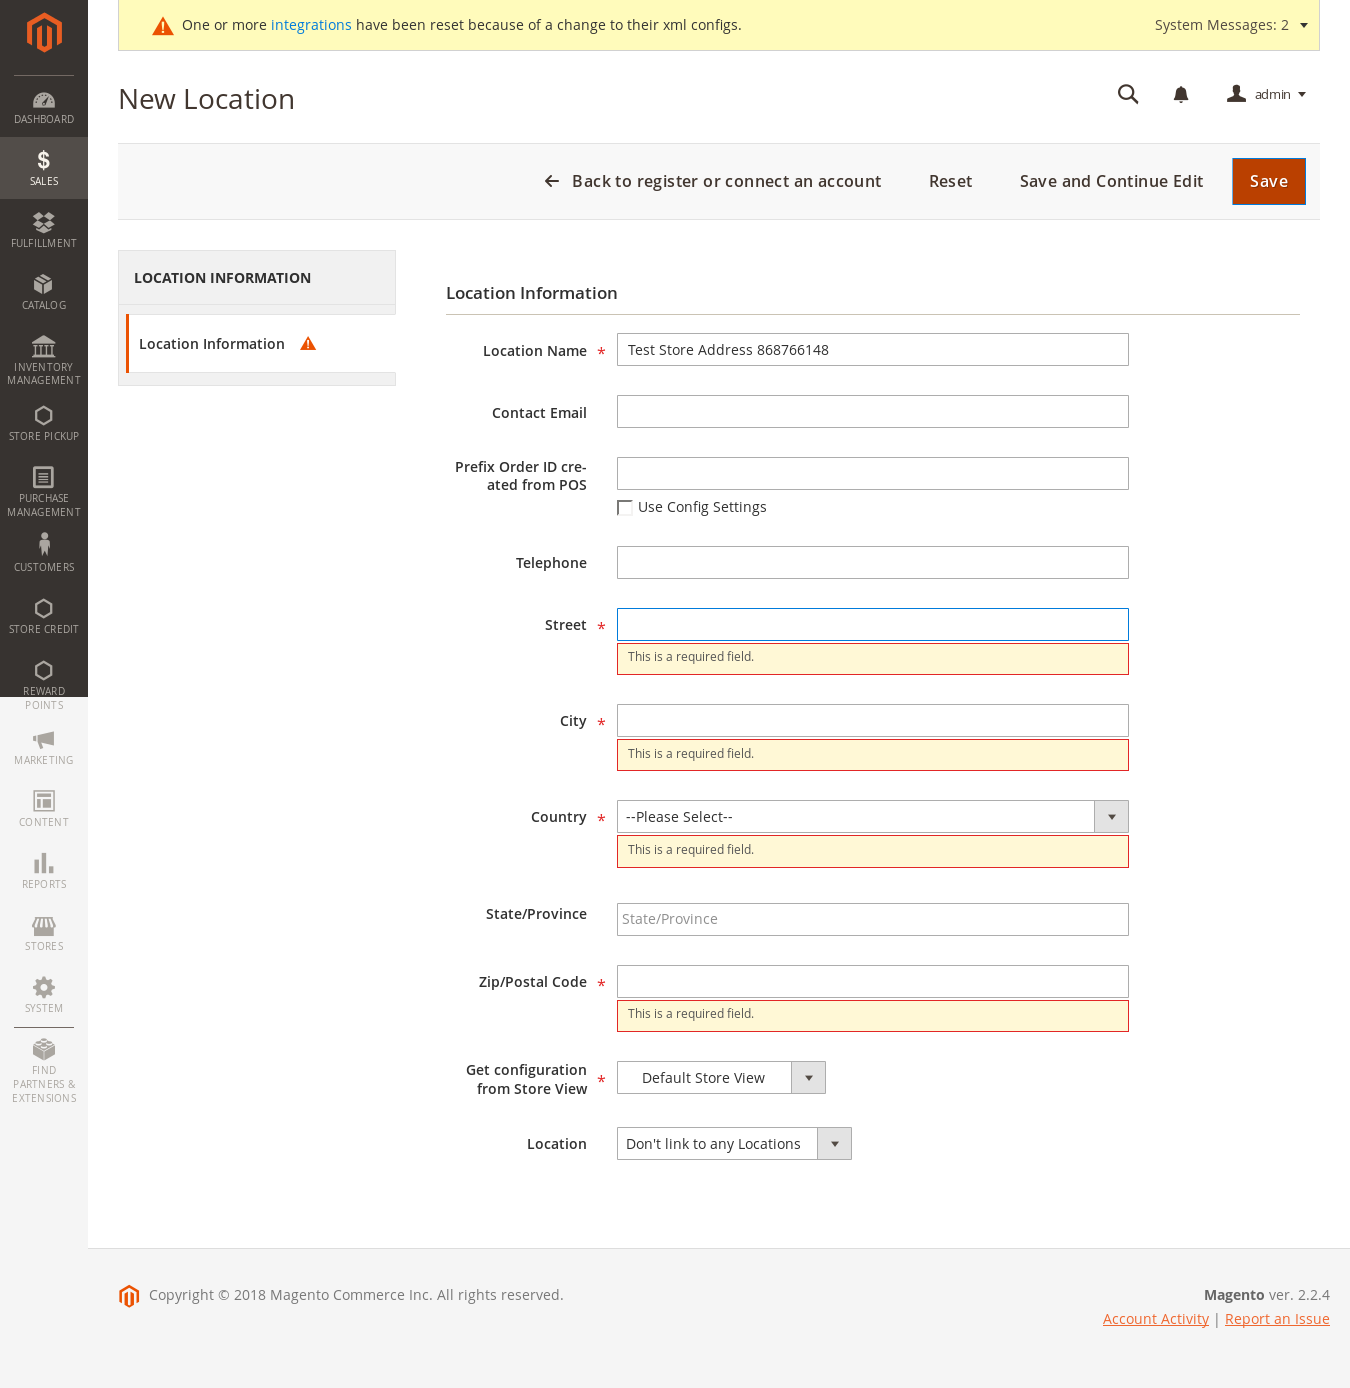 One or more integrations have been reset because of a change to their xml configs.
System Messages: 2
New Location
admin
DASHBOARD
SALES
FULFILLMENT
CATALOG
INVENTORY
MANAGEMENT
STORE PICKUP
PURCHASE
MANAGEMENT
CUSTOMERS
STORE CREDIT
REWARD
POINTS
MARKETING
CONTENT
REPORTS
STORES
SYSTEM
FIND
PARTNERS &
EXTENSIONS
Back to register or connect an account
Reset
Save and Continue Edit
Save
LOCATION INFORMATION
Location Information
Location Information
Location Name *
Test Store Address 868766148
Contact Email
Prefix Order ID cre-
ated from POS
Use Config Settings
Telephone
Street *
This is a required field.
City *
This is a required field.
Country *
--Please Select--
This is a required field.
State/Province
State/Province
Zip/Postal Code *
This is a required field.
Get configuration
from Store View *
Default Store View
Location
Don't link to any Locations
Copyright © 2018 Magento Commerce Inc. All rights reserved.
Magento ver. 2.2.4
Account Activity | Report an Issue